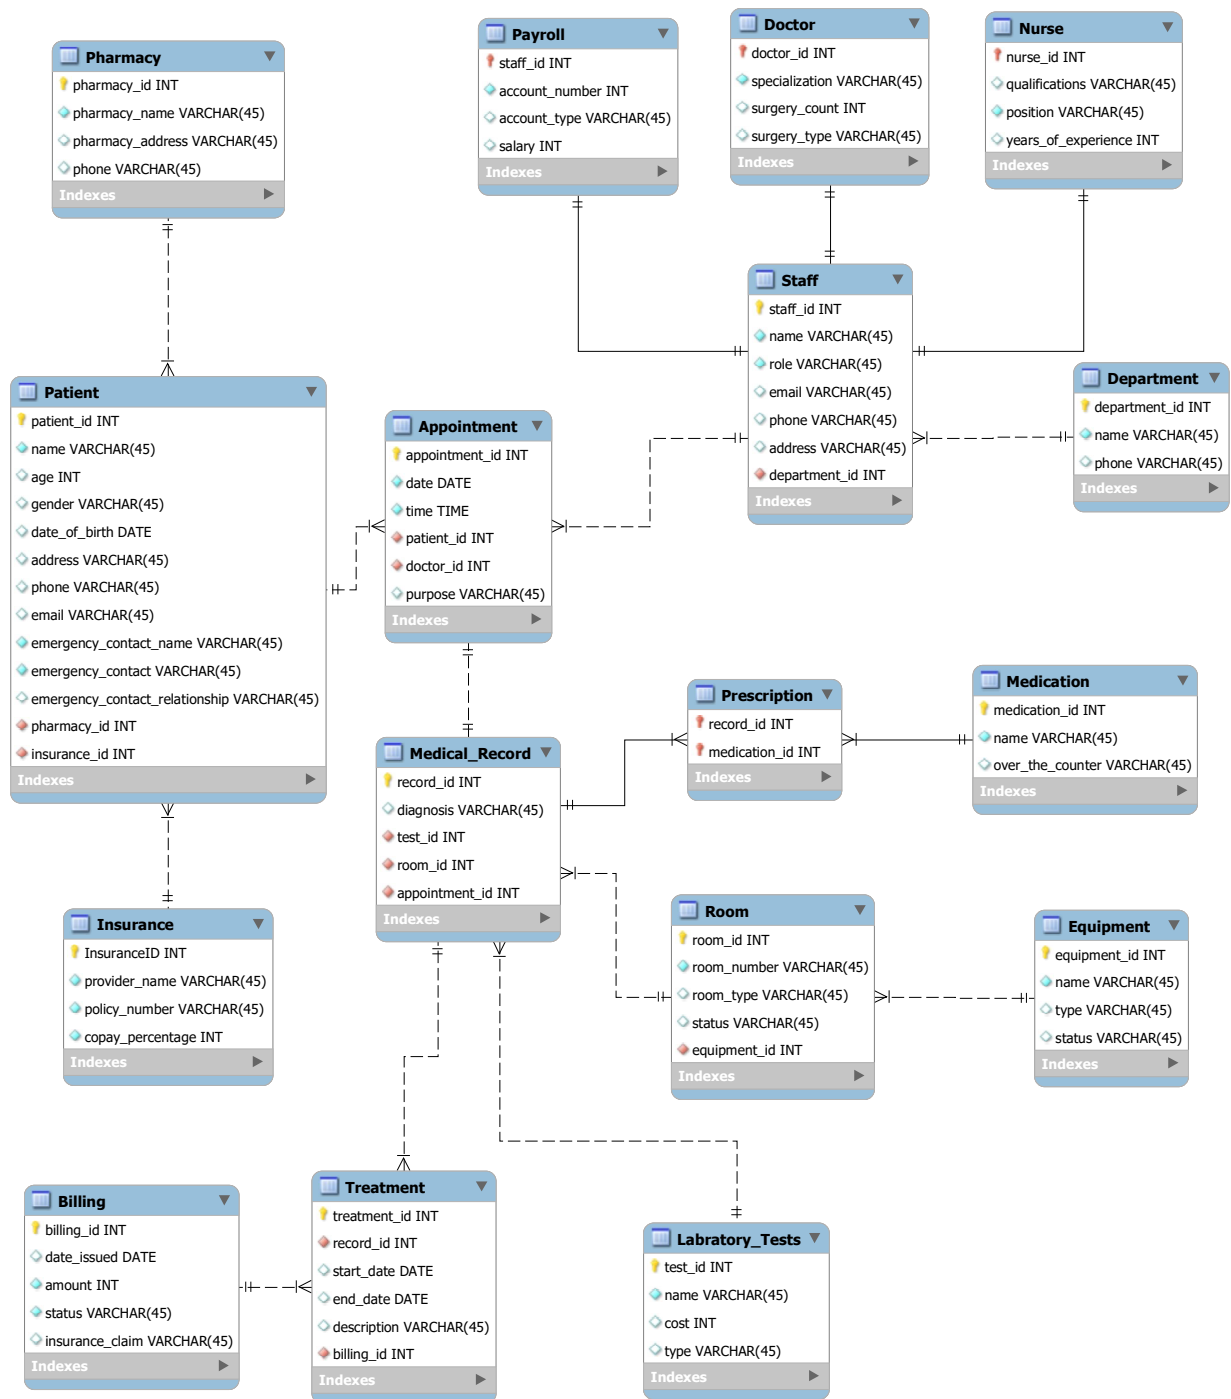 Pharmacy
pharmacy_id INT
pharmacy_name VARCHAR(45)
pharmacy_address VARCHAR(45)
phone VARCHAR(45)
Indexes
Payroll
staff_id INT
account_number INT
account_type VARCHAR(45)
salary INT
Indexes
Doctor
doctor_id INT
specialization VARCHAR(45)
surgery_count INT
surgery_type VARCHAR(45)
Indexes
Nurse
nurse_id INT
qualifications VARCHAR(45)
position VARCHAR(45)
years_of_experience INT
Indexes
Staff
staff_id INT
name VARCHAR(45)
role VARCHAR(45)
email VARCHAR(45)
phone VARCHAR(45)
address VARCHAR(45)
department_id INT
Indexes
Department
department_id INT
name VARCHAR(45)
phone VARCHAR(45)
Indexes
Patient
patient_id INT
name VARCHAR(45)
age INT
gender VARCHAR(45)
date_of_birth DATE
address VARCHAR(45)
phone VARCHAR(45)
email VARCHAR(45)
emergency_contact_name VARCHAR(45)
emergency_contact VARCHAR(45)
emergency_contact_relationship VARCHAR(45)
pharmacy_id INT
insurance_id INT
Indexes
Appointment
appointment_id INT
date DATE
time TIME
patient_id INT
doctor_id INT
purpose VARCHAR(45)
Indexes
Prescription
record_id INT
medication_id INT
Indexes
Medication
medication_id INT
name VARCHAR(45)
over_the_counter VARCHAR(45)
Indexes
Medical_Record
record_id INT
diagnosis VARCHAR(45)
test_id INT
room_id INT
appointment_id INT
Indexes
Insurance
InsuranceID INT
provider_name VARCHAR(45)
policy_number VARCHAR(45)
copay_percentage INT
Indexes
Room
room_id INT
room_number VARCHAR(45)
room_type VARCHAR(45)
status VARCHAR(45)
equipment_id INT
Indexes
Equipment
equipment_id INT
name VARCHAR(45)
type VARCHAR(45)
status VARCHAR(45)
Indexes
Billing
billing_id INT
date_issued DATE
amount INT
status VARCHAR(45)
insurance_claim VARCHAR(45)
Indexes
Treatment
treatment_id INT
record_id INT
start_date DATE
end_date DATE
description VARCHAR(45)
billing_id INT
Indexes
Labratory_Tests
test_id INT
name VARCHAR(45)
cost INT
type VARCHAR(45)
Indexes